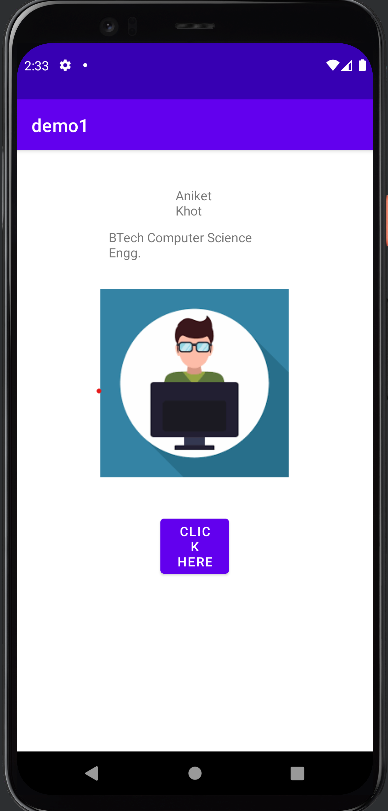 2:33
demo1
Aniket
Khot
BTech Computer Science
Engg.
CLIC
K
HERE